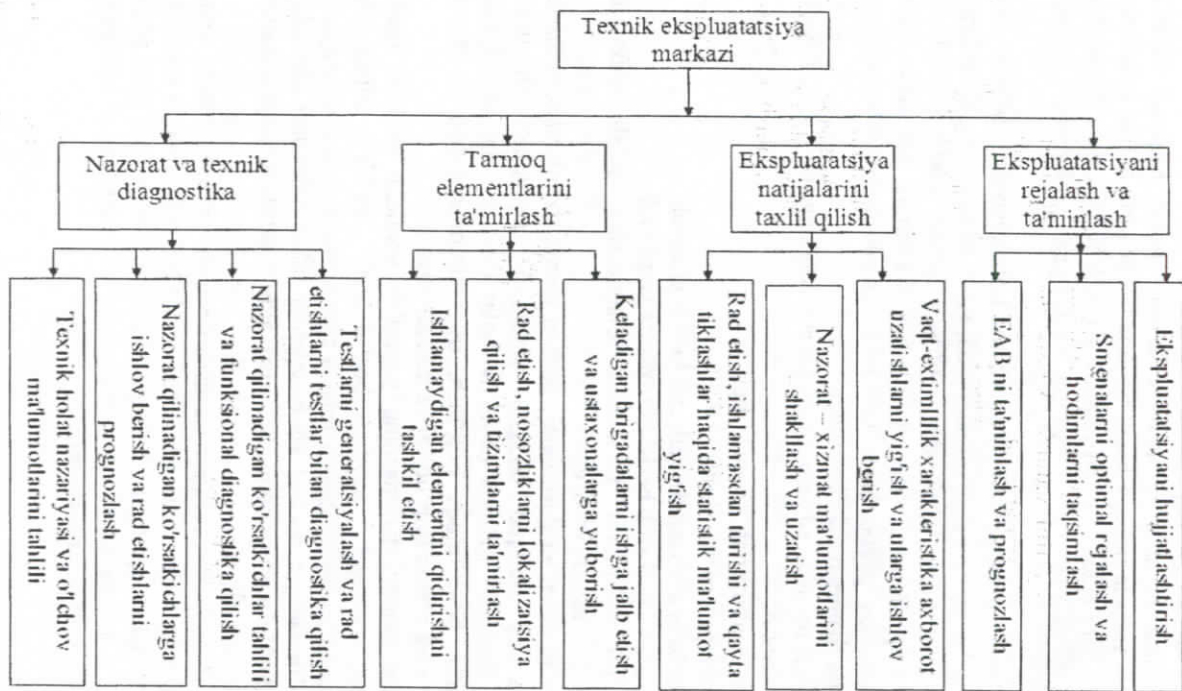 Texnik ekspluatatsiya
markazi
Nazorat va texnik
diagnostika
Tarmoq
elementlarini
ta'mirlash
Ekspluatatsiya
natijalarini
taxlil qilish
Ekspluatatsiyani
rejalash va
ta'minlash
Texnik holat nazariyasi va o'lchov
ma'lumotlarini tahlili
Nazorat qilinadigan ko'rsatkichlarga
ishlov berish va rad etishlarni
prognozlash
Nazorat qilinadigan ko'rsatkichlar tahlili
va funksional diagnostika qilish
Testlarni generatsiyalash va rad
etishlarni testlar bilan diagnostika qilish
Ishlamaydigan elementni qidirishni
tashkil etish
Rad etish, nosozliklarni lokalizatsiya
qilish va tizimlarni ta'mirlash
Keladigan brigadalarni ishga jalb etish
va ustaxonalarga yuborish
Rad etish, ishlamasdan turishi va qayta
tiklashlar haqida statistik ma'lumot
yig'ish
Nazorat – xizmat ma'lumotlarini
shakllash va uzatish
Vaqt-extimillik xarakteristika axborot
uzatishlarni yig'ish va ularga ishlov
berish
EAB ni ta'minlash va prognozlash
Smenalarni optimal rejalash va
hodimlarni taqsimlash
Ekspluatatsiyani hujjatlashtirish